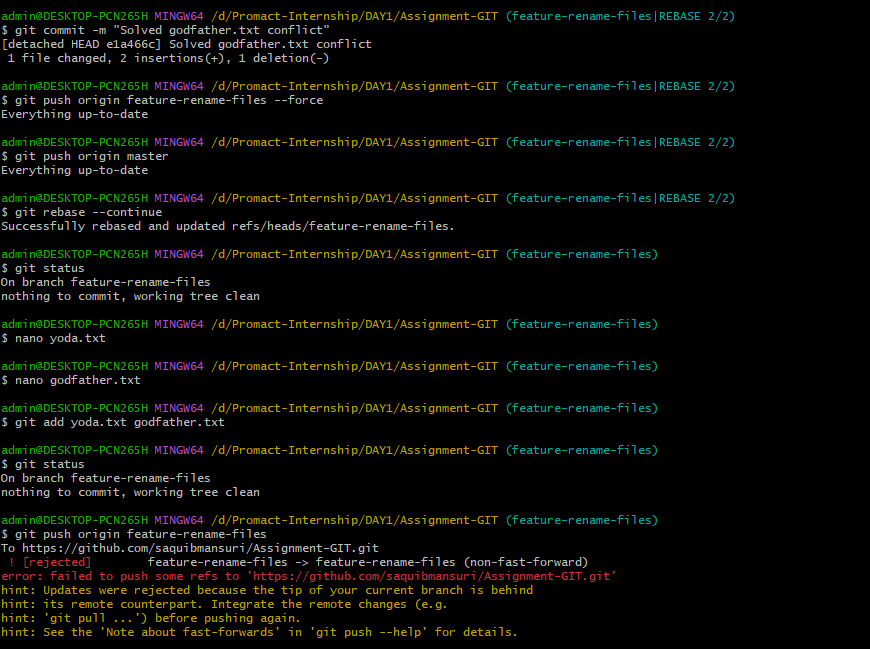 admin@DESKTOP-PCN265H MINGW64 /d/Promact-Internship/DAY1/Assignment-GIT (feature-rename-files|REBASE 2/2)
$ git commit -m "Solved godfather.txt conflict"
[detached HEAD e1a466c] Solved godfather.txt conflict
 1 file changed, 2 insertions(+), 1 deletion(-)
admin@DESKTOP-PCN265H MINGW64 /d/Promact-Internship/DAY1/Assignment-GIT (feature-rename-files|REBASE 2/2)
$ git push origin feature-rename-files --force
Everything up-to-date
admin@DESKTOP-PCN265H MINGW64 /d/Promact-Internship/DAY1/Assignment-GIT (feature-rename-files|REBASE 2/2)
$ git push origin master
Everything up-to-date
admin@DESKTOP-PCN265H MINGW64 /d/Promact-Internship/DAY1/Assignment-GIT (feature-rename-files|REBASE 2/2)
$ git rebase --continue
Successfully rebased and updated refs/heads/feature-rename-files.
admin@DESKTOP-PCN265H MINGW64 /d/Promact-Internship/DAY1/Assignment-GIT (feature-rename-files)
$ git status
On branch feature-rename-files
nothing to commit, working tree clean
admin@DESKTOP-PCN265H MINGW64 /d/Promact-Internship/DAY1/Assignment-GIT (feature-rename-files)
$ nano yoda.txt
admin@DESKTOP-PCN265H MINGW64 /d/Promact-Internship/DAY1/Assignment-GIT (feature-rename-files)
$ nano godfather.txt
admin@DESKTOP-PCN265H MINGW64 /d/Promact-Internship/DAY1/Assignment-GIT (feature-rename-files)
$ git add yoda.txt godfather.txt
admin@DESKTOP-PCN265H MINGW64 /d/Promact-Internship/DAY1/Assignment-GIT (feature-rename-files)
$ git status
On branch feature-rename-files
nothing to commit, working tree clean
admin@DESKTOP-PCN265H MINGW64 /d/Promact-Internship/DAY1/Assignment-GIT (feature-rename-files)
$ git push origin feature-rename-files
To https://github.com/saquibmansuri/Assignment-GIT.git
 ! [rejected]        feature-rename-files -> feature-rename-files (non-fast-forward)
error: failed to push some refs to 'https://github.com/saquibmansuri/Assignment-GIT.git'
hint: Updates were rejected because the tip of your current branch is behind
hint: its remote counterpart. Integrate the remote changes (e.g.
hint: 'git pull ...') before pushing again.
hint: See the 'Note about fast-forwards' in 'git push --help' for details.